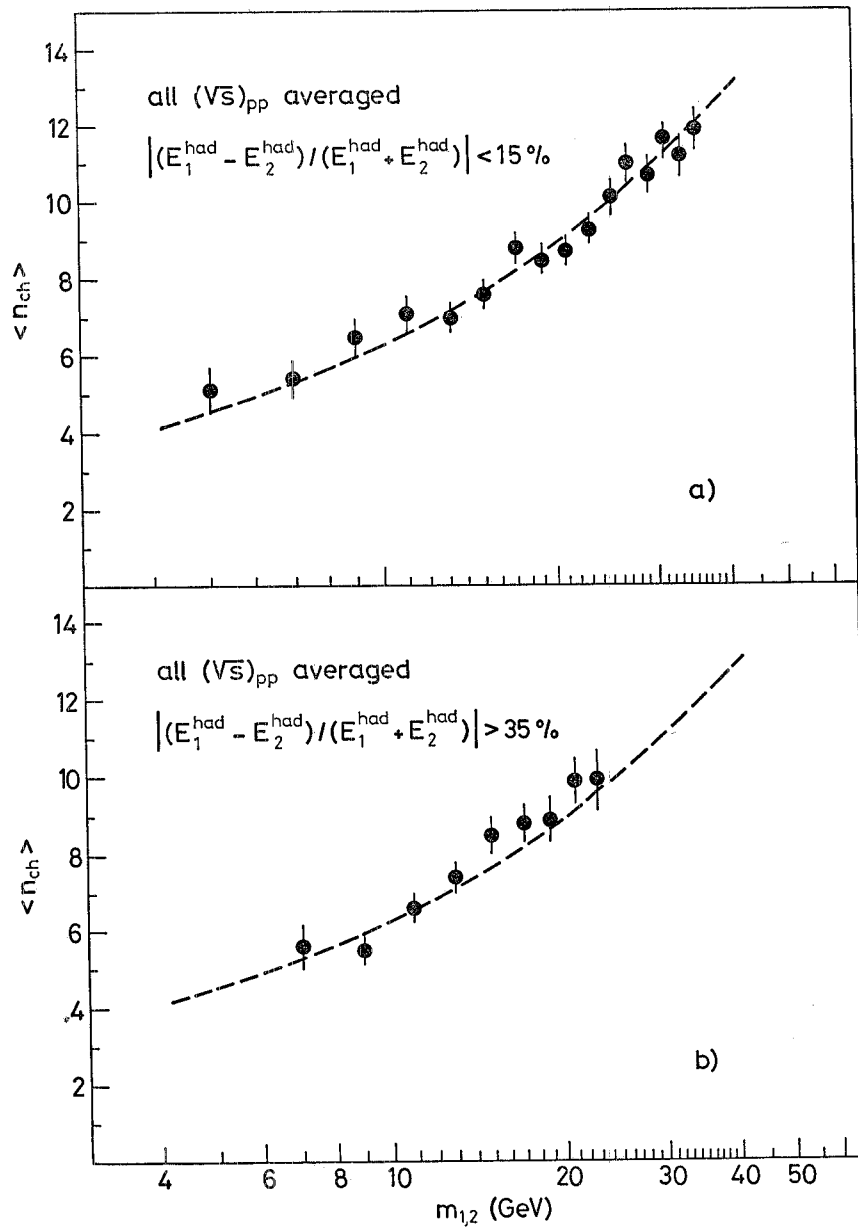 14
12
10
8
6
4
2
<n_ch>
all (√s)_pp averaged
|(E_1^had - E_2^had)/(E_1^had + E_2^had)| < 15 %
a)
14
12
10
8
6
4
2
<n_ch>
all (√s)_pp averaged
|(E_1^had - E_2^had)/(E_1^had + E_2^had)| > 35 %
b)
4 6 8 10 20 30 40 50
m_1,2 (GeV)